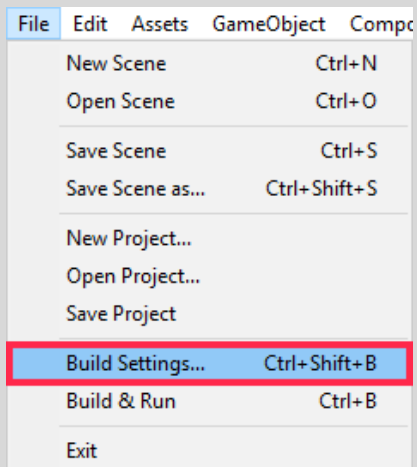 File Edit Assets GameObject Compo
New Scene Ctrl+N
Open Scene Ctrl+O
Save Scene Ctrl+S
Save Scene as... Ctrl+Shift+S
New Project...
Open Project...
Save Project
Build Settings... Ctrl+Shift+B
Build & Run Ctrl+B
Exit